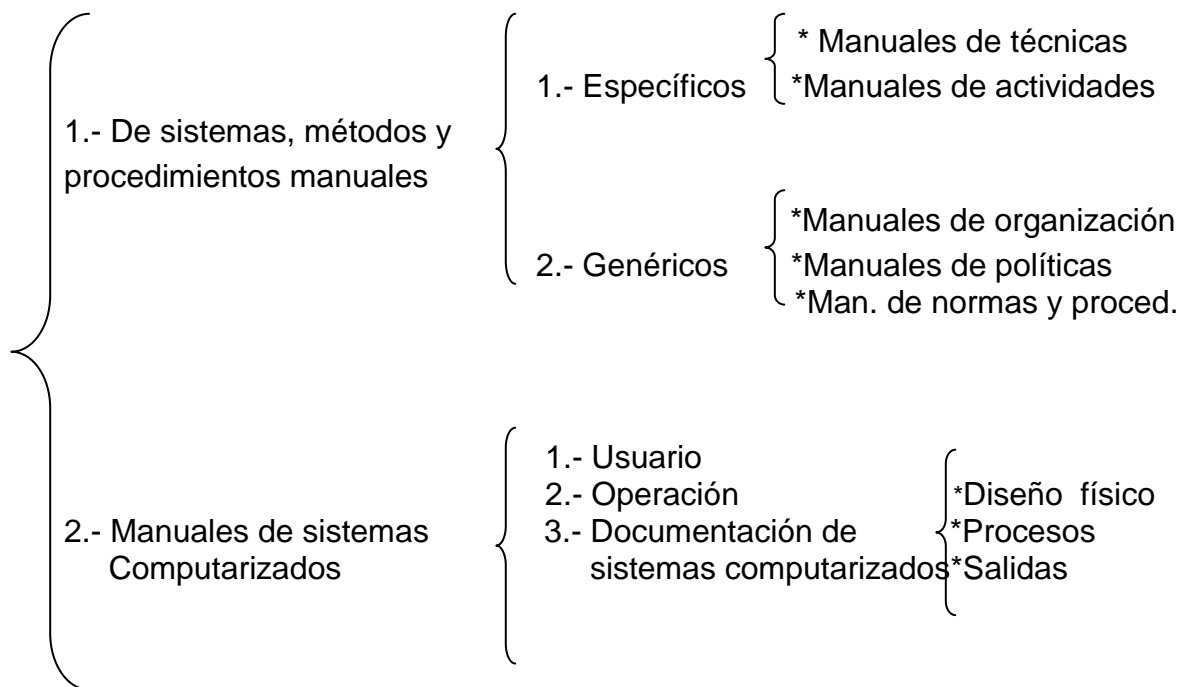 1.- De sistemas, métodos y
procedimientos manuales
1.- Específicos
* Manuales de técnicas
*Manuales de actividades
2.- Genéricos
*Manuales de organización
*Manuales de políticas
*Man. de normas y proced.
2.- Manuales de sistemas
Computarizados
1.- Usuario
2.- Operación
3.- Documentación de
sistemas computarizados
*Diseño físico
*Procesos
*Salidas